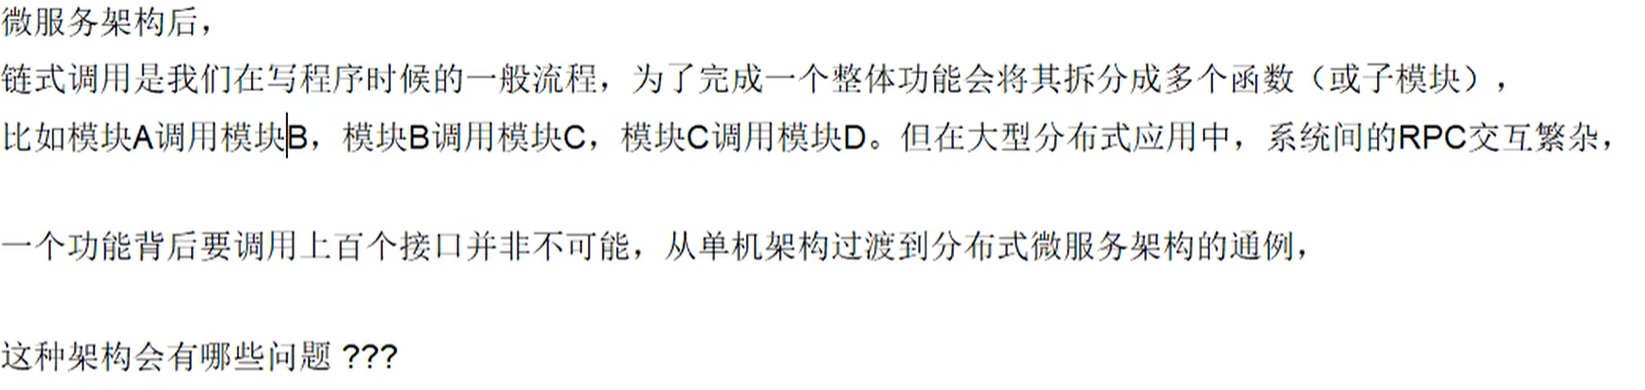 微服务架构后，
链式调用是我们在写程序时候的一般流程，为了完成一个整体功能会将其拆分成多个函数（或子模块），
比如模块A调用模块B，模块B调用模块C，模块C调用模块D。但在大型分布式应用中，系统间的RPC交互繁杂，
一个功能背后要调用上百个接口并非不可能，从单机架构过渡到分布式微服务架构的通例，
这种架构会有哪些问题 ???